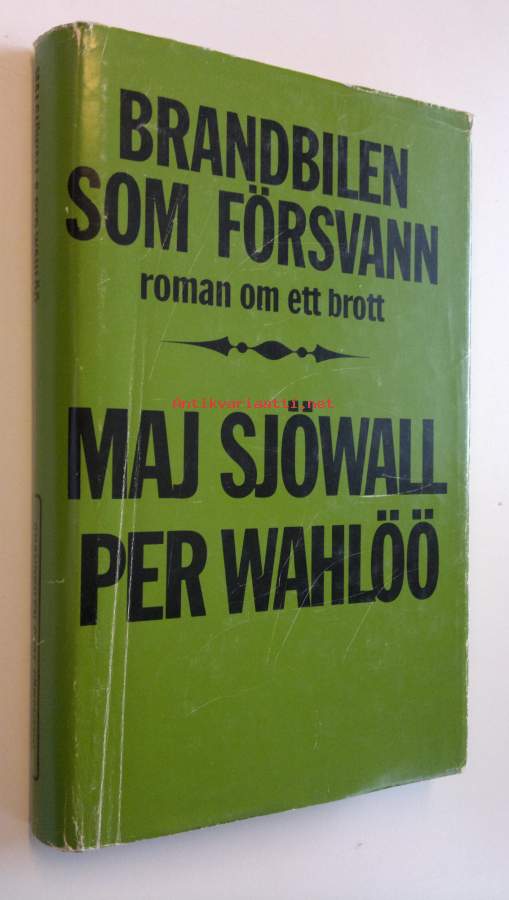 BRANDBILEN
SOM FÖRSVANN
roman om ett brott
Antikvariaatti.net
MAJ SJÖWALL
PER WAHLÖÖ